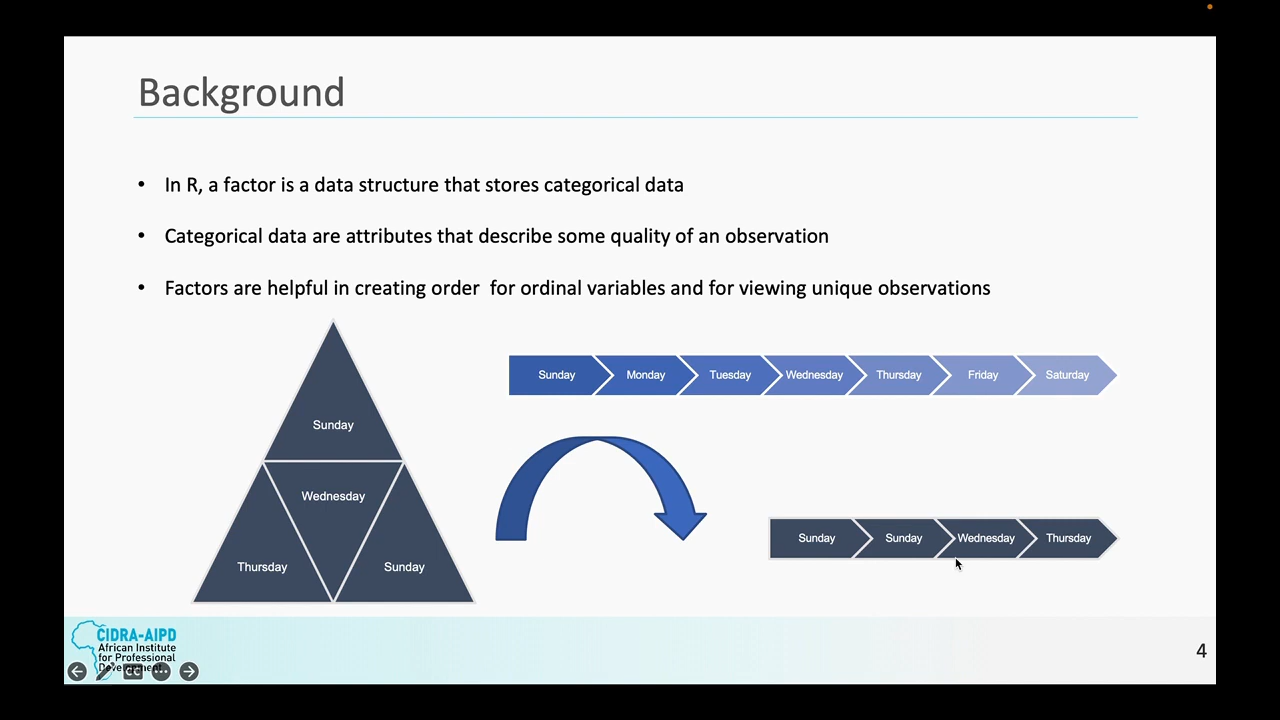 Background
• In R, a factor is a data structure that stores categorical data
• Categorical data are attributes that describe some quality of an observation
• Factors are helpful in creating order  for ordinal variables and for viewing unique observations
Sunday Monday Tuesday Wednesday Thursday Friday Saturday
Sunday
Wednesday
Thursday Sunday
Sunday Sunday Wednesday Thursday
CIDRA-AIPD
African Institute
for Professional
Development
CC
4